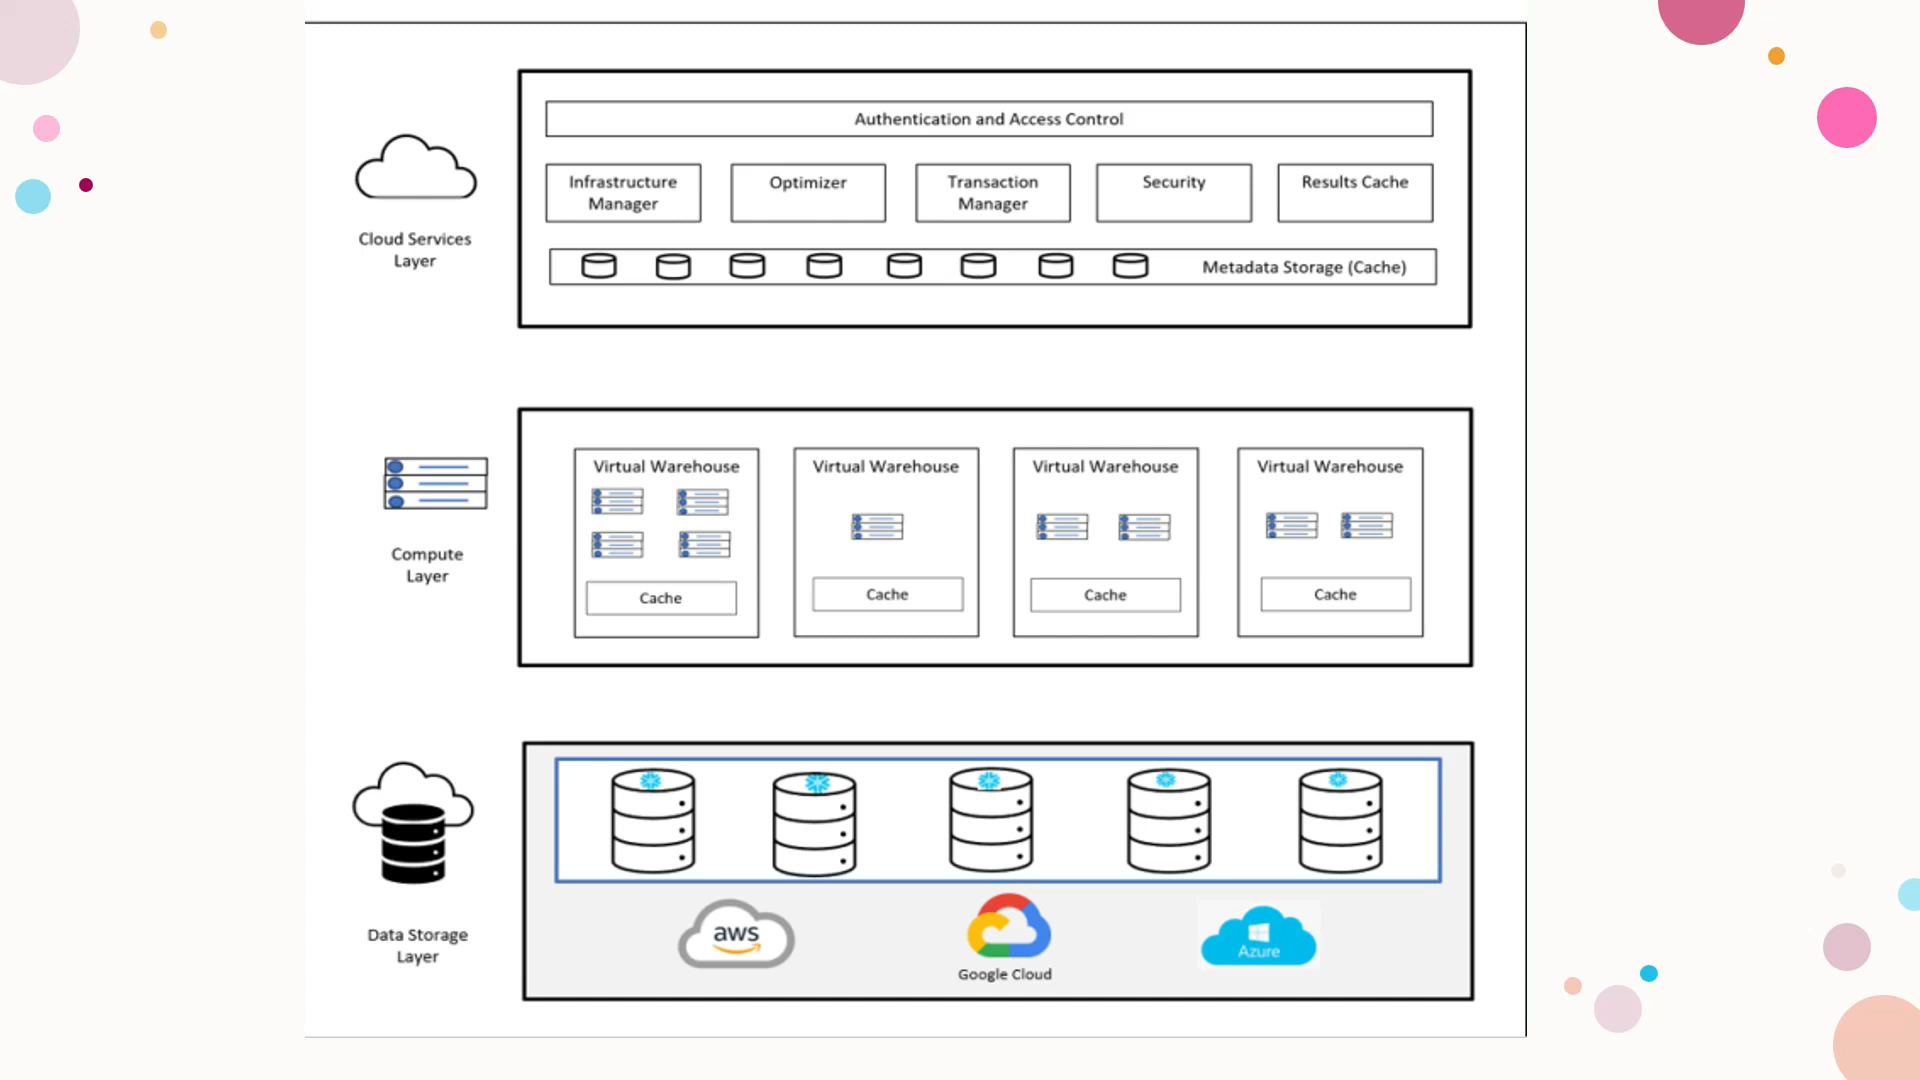 Authentication and Access Control
Infrastructure
Manager
Optimizer
Transaction
Manager
Security
Results Cache
Cloud Services
Layer
Metadata Storage (Cache)
Virtual Warehouse
Virtual Warehouse
Virtual Warehouse
Virtual Warehouse
Compute
Layer
Cache
Cache
Cache
Cache
Data Storage
Layer
aws
Google Cloud
Azure